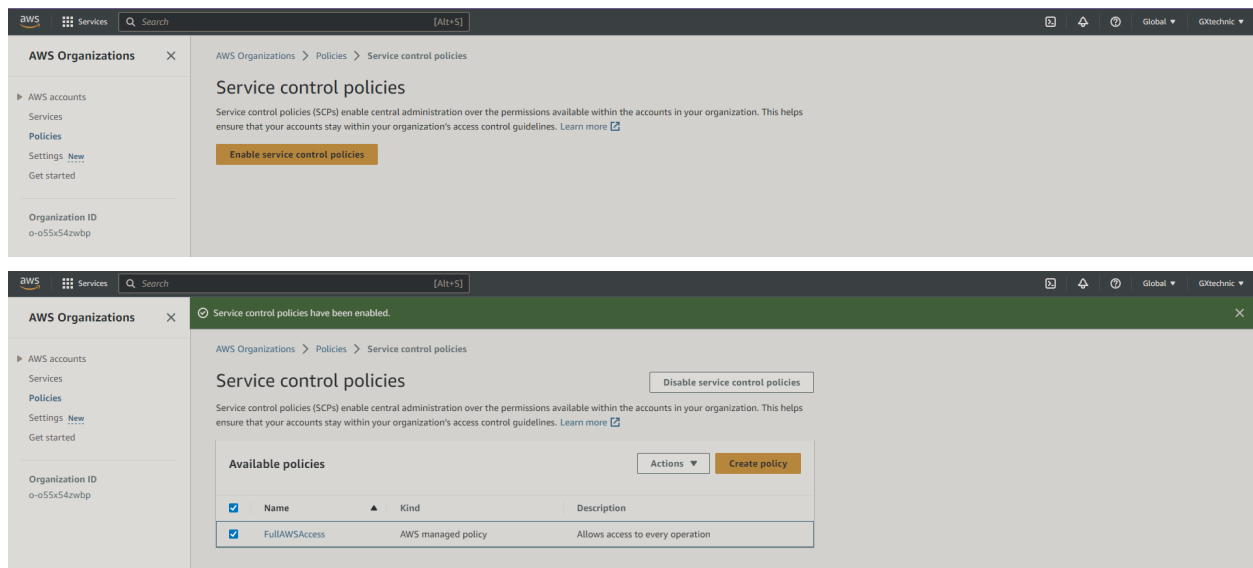 aws Services Search [Alt+S] Global ▼ GXtechnic ▼
AWS Organizations
AWS accounts
Services
Policies
Settings New
Get started
Organization ID
o-o55x54zwbp
AWS Organizations > Policies > Service control policies
Service control policies
Service control policies (SCPs) enable central administration over the permissions available within the accounts in your organization. This helps
ensure that your accounts stay within your organization's access control guidelines. Learn more
Enable service control policies
aws Services Search [Alt+S] Global ▼ GXtechnic ▼
AWS Organizations
AWS accounts
Services
Policies
Settings New
Get started
Organization ID
o-o55x54zwbp
Service control policies have been enabled.
AWS Organizations > Policies > Service control policies
Service control policies
Disable service control policies
Service control policies (SCPs) enable central administration over the permissions available within the accounts in your organization. This helps
ensure that your accounts stay within your organization's access control guidelines. Learn more
Available policies Actions ▼ Create policy
Name ▲ Kind Description
FullAWSAccess AWS managed policy Allows access to every operation